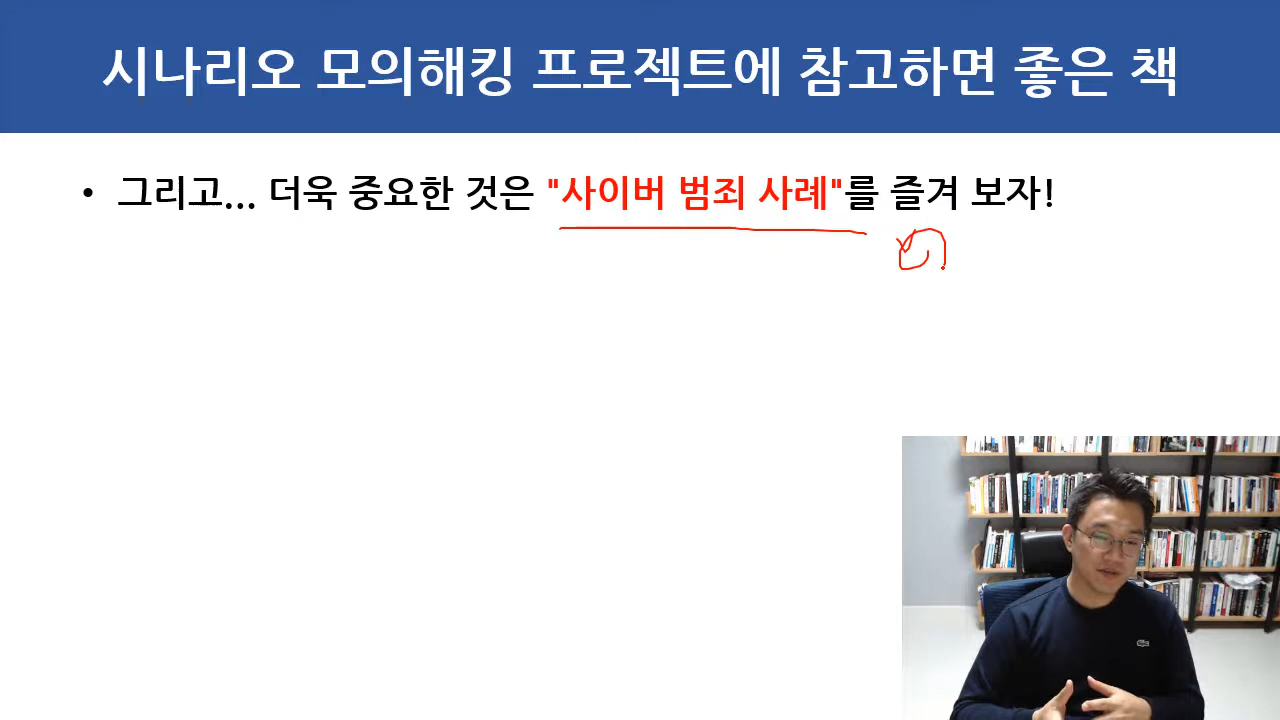 시나리오 모의해킹 프로젝트에 참고하면 좋은 책
• 그리고... 더욱 중요한 것은 "사이버 범죄 사례"를 즐겨 보자!